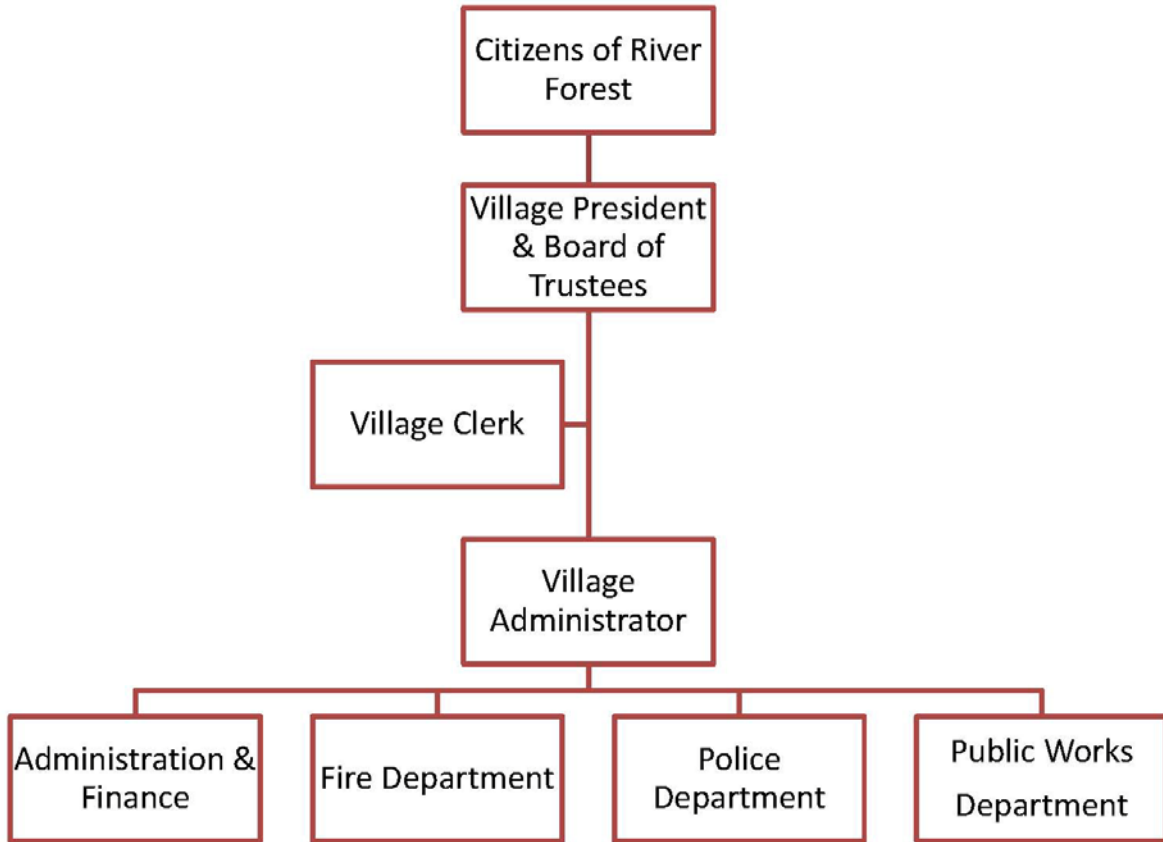 Citizens of River
Forest
Village President
& Board of
Trustees
Village Clerk
Village
Administrator
Administration &
Finance
Fire Department
Police
Department
Public Works
Department